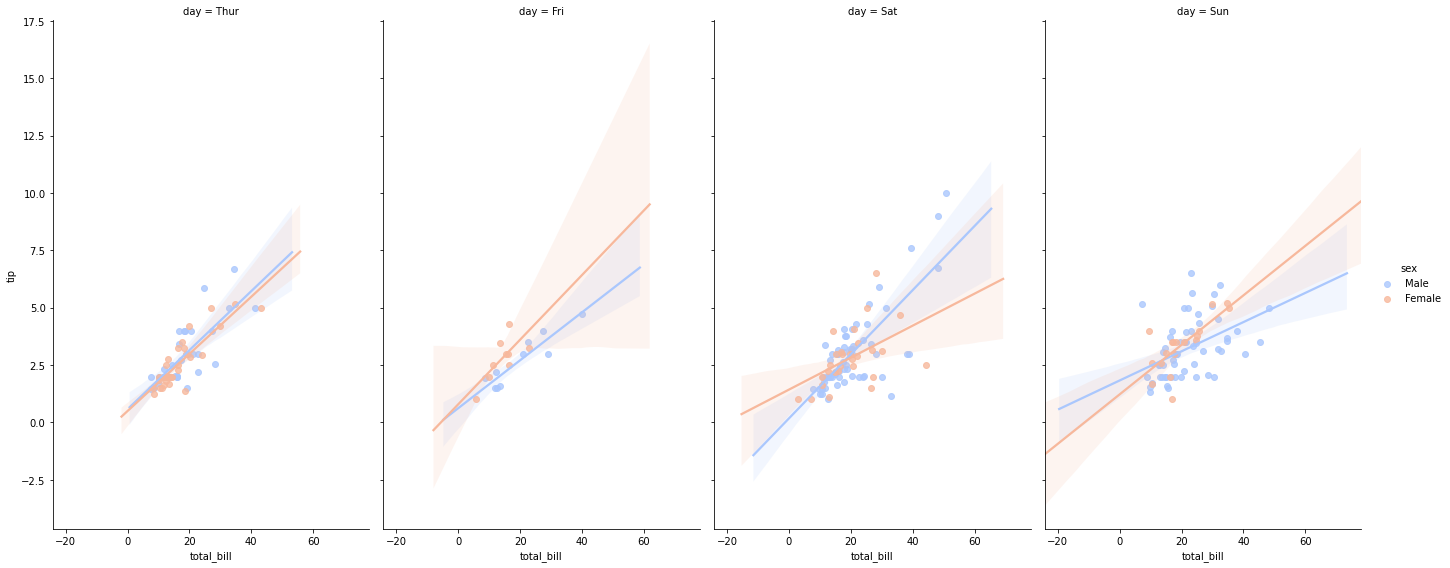 day = Thur
day = Fri
day = Sat
day = Sun
17.5
15.0
12.5
10.0
7.5
5.0
2.5
0.0
−2.5
tip
−20 0 20 40 60
−20 0 20 40 60
−20 0 20 40 60
−20 0 20 40 60
total_bill
total_bill
total_bill
total_bill
sex
Male
Female